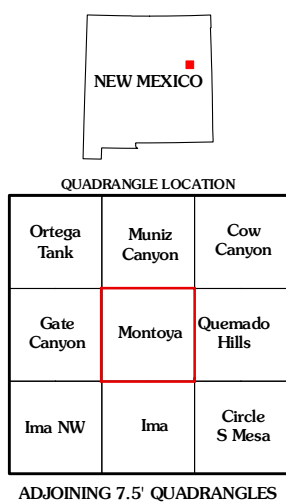 NEW MEXICO
QUADRANGLE LOCATION
Ortega
Tank
Muniz
Canyon
Cow
Canyon
Gate
Canyon
Montoya
Quemado
Hills
Ima NW
Ima
Circle
S Mesa
ADJOINING 7.5' QUADRANGLES